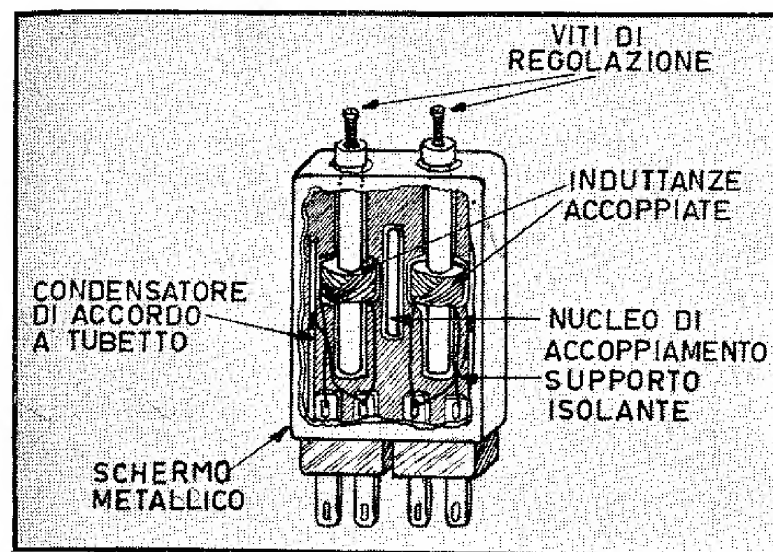 VITI DI
REGOLAZIONE
INDUTTANZE
ACCOPPIATE
CONDENSATORE
DI ACCORDO
A TUBETTO
NUCLEO DI
ACCOPPIAMENTO
SUPPORTO
ISOLANTE
SCHERMO
METALLICO